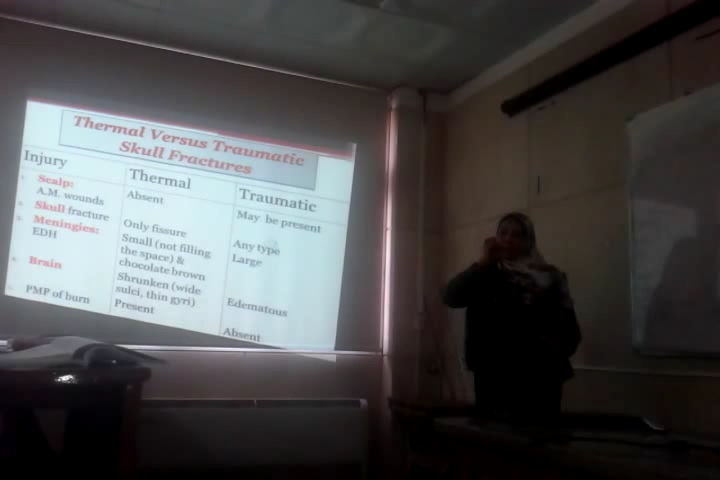 Thermal Versus Traumatic
Skull Fractures
Injury
Thermal
Traumatic
Scalp:
A.M. wounds
Absent
May be present
Skull fracture
Only fissure
Any type
Meningies:
EDH
Small (not filling
the space) &
chocolate brown
Large
Brain
Shrunken (wide
sulci, thin gyri)
Edematous
PMP of burn
Present
Absent